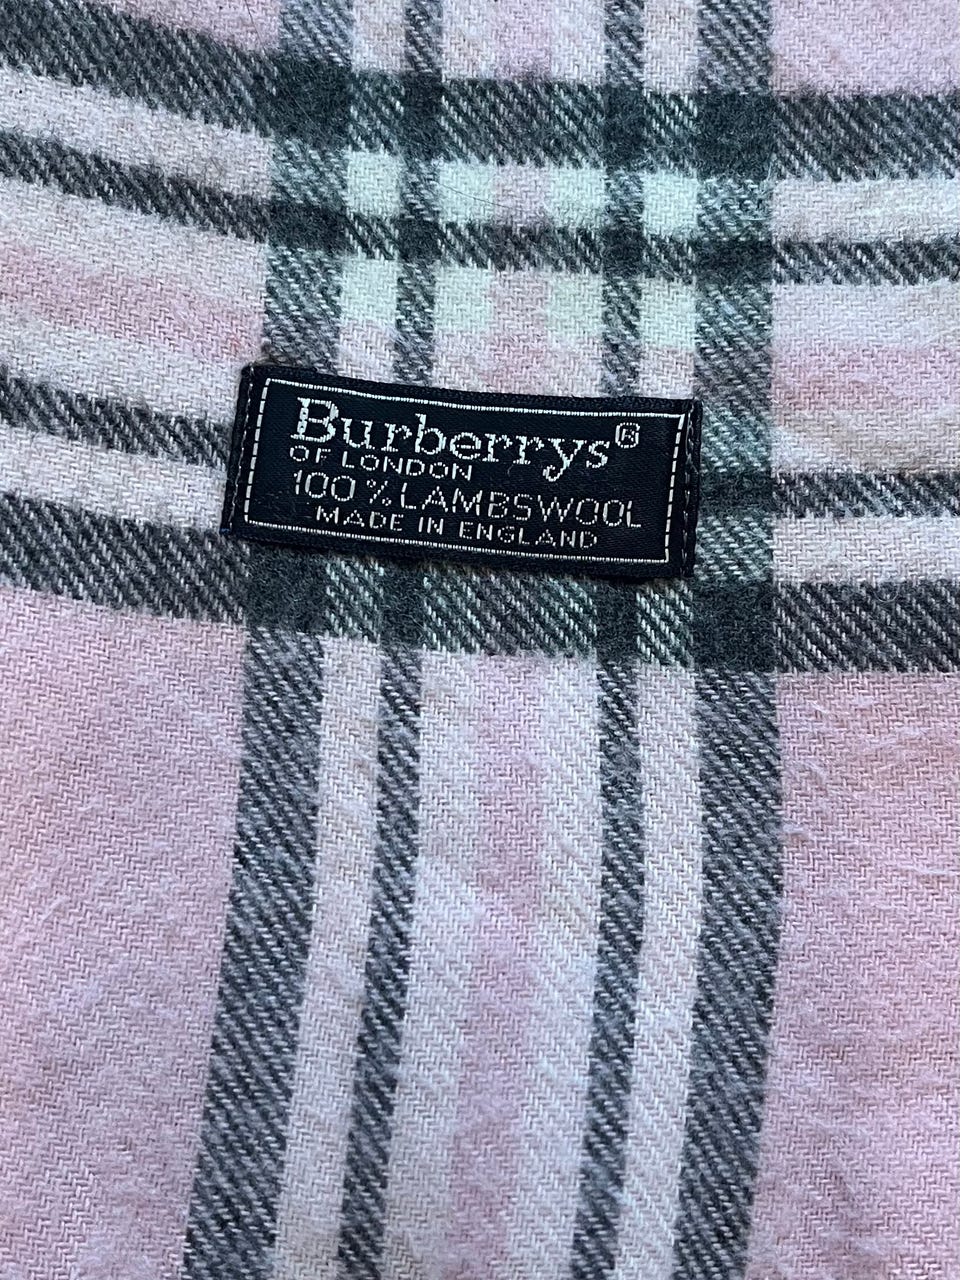 Burberrys®
OF LONDON
100% LAMBSWOOL
MADE IN ENGLAND